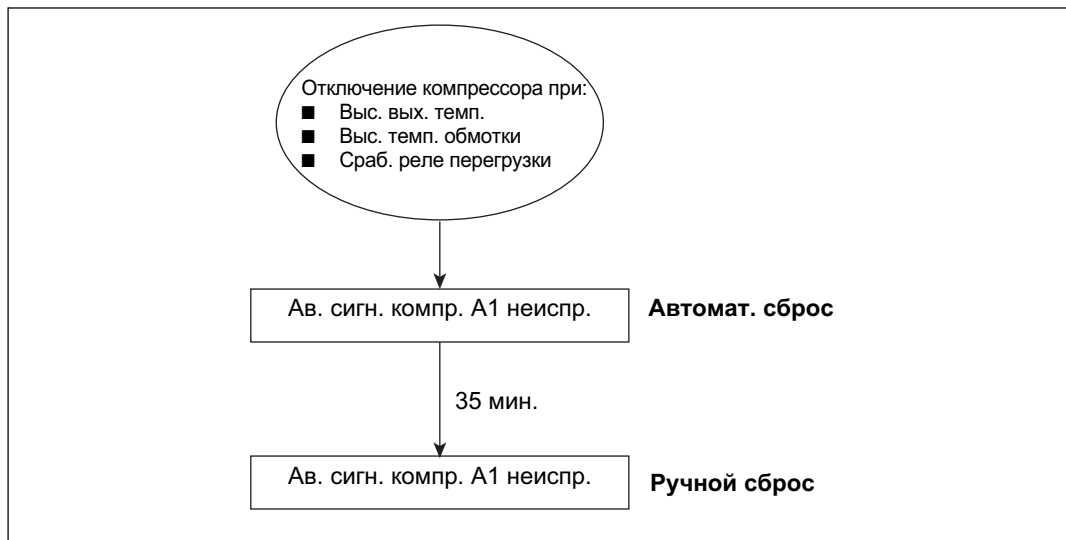 Отключение компрессора при:
■ Выс. вых. темп.
■ Выс. темп. обмотки
■ Сраб. реле перегрузки
Ав. сигн. компр. А1 неиспр.
Автомат. сброс
35 мин.
Ав. сигн. компр. А1 неиспр.
Ручной сброс